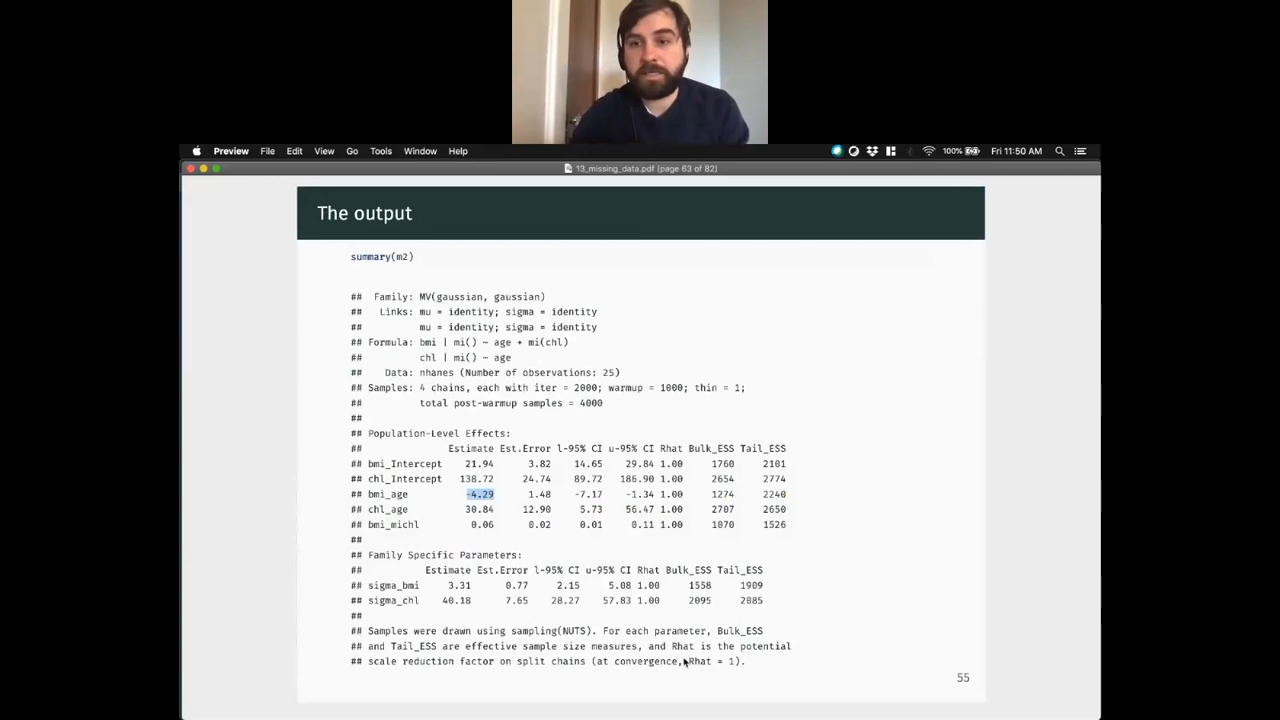 Preview File Edit View Go Tools Window Help 100% Fri 11:50 AM
13_missing_data.pdf (page 63 of 82)
The output
summary(m2)
## Family: MV(gaussian, gaussian)
## Links: mu = identity; sigma = identity
## mu = identity; sigma = identity
## Formula: bmi | mi() ~ age + mi(chl)
## chl | mi() ~ age
## Data: nhanes (Number of observations: 25)
## Samples: 4 chains, each with iter = 2000; warmup = 1000; thin = 1;
## total post-warmup samples = 4000
##
## Population-Level Effects:
## Estimate Est.Error l-95% CI u-95% CI Rhat Bulk_ESS Tail_ESS
## bmi_Intercept 21.94 3.82 14.65 29.84 1.00 1760 2101
## chl_Intercept 138.72 24.74 89.72 186.90 1.00 2654 2774
## bmi_age -4.29 1.48 -7.17 -1.34 1.00 1274 2240
## chl_age 30.84 12.90 5.73 56.47 1.00 2707 2650
## bmi_michl 0.06 0.02 0.01 0.11 1.00 1070 1526
##
## Family Specific Parameters:
## Estimate Est.Error l-95% CI u-95% CI Rhat Bulk_ESS Tail_ESS
## sigma_bmi 3.31 0.77 2.15 5.08 1.00 1558 1909
## sigma_chl 40.18 7.65 28.27 57.83 1.00 2095 2085
##
## Samples were drawn using sampling(NUTS). For each parameter, Bulk_ESS
## and Tail_ESS are effective sample size measures, and Rhat is the potential
## scale reduction factor on split chains (at convergence, Rhat = 1).
55